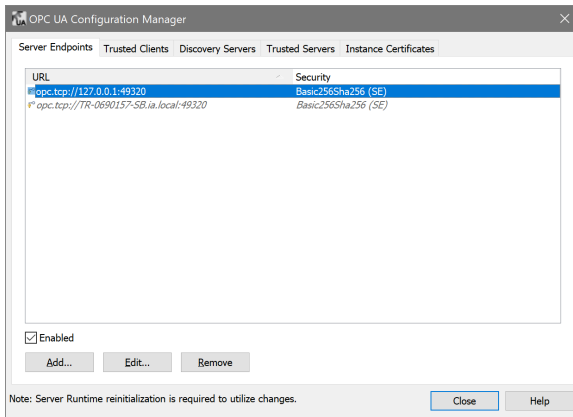 OPC UA Configuration Manager
Server Endpoints Trusted Clients Discovery Servers Trusted Servers Instance Certificates
URL Security
opc.tcp://127.0.0.1:49320 Basic256Sha256 (SE)
opc.tcp://TR-0690157-SB.ia.local:49320 Basic256Sha256 (SE)
Enabled
Add... Edit... Remove
Note: Server Runtime reinitialization is required to utilize changes.
Close Help